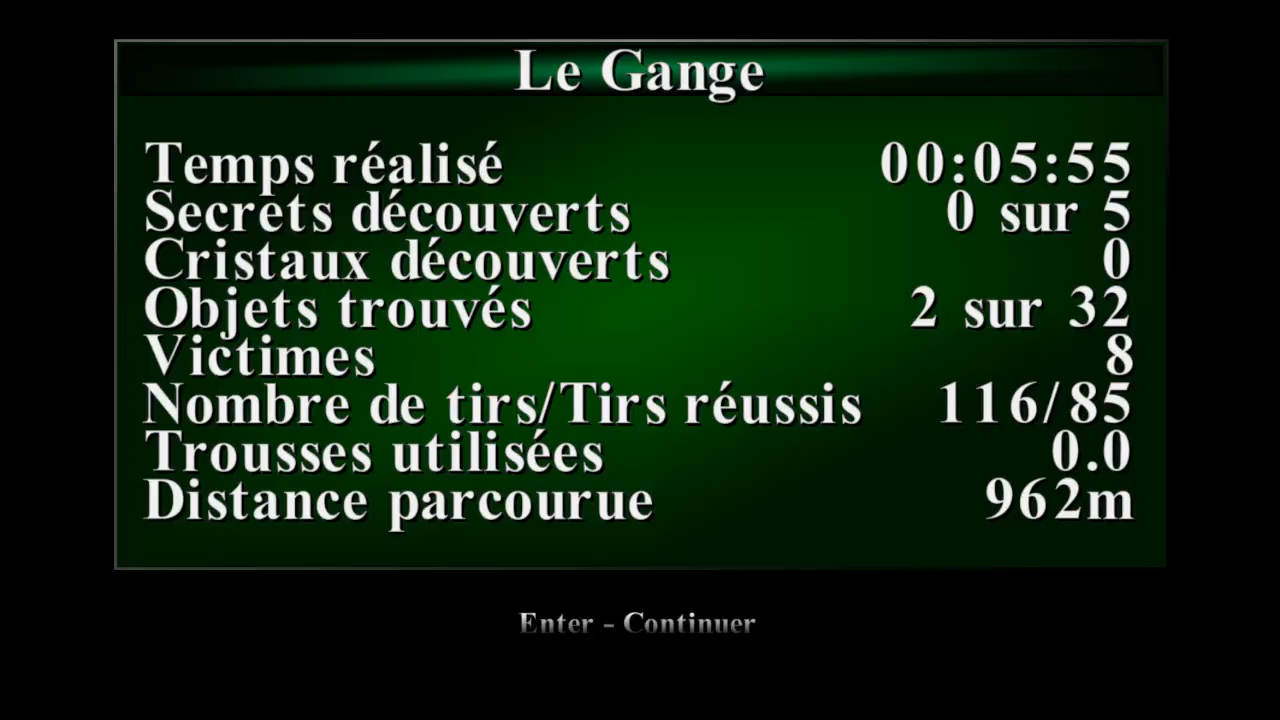 Le Gange
Temps réalisé 00:05:55
Secrets découverts 0 sur 5
Cristaux découverts 0
Objets trouvés 2 sur 32
Victimes 8
Nombre de tirs/Tirs réussis 116/85
Trousses utilisées 0.0
Distance parcourue 962m
Enter - Continuer